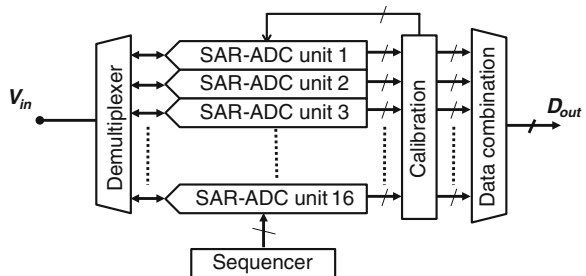 V_in
Demultiplexer
SAR-ADC unit 1
SAR-ADC unit 2
SAR-ADC unit 3
SAR-ADC unit 16
Sequencer
Calibration
Data combination
D_out